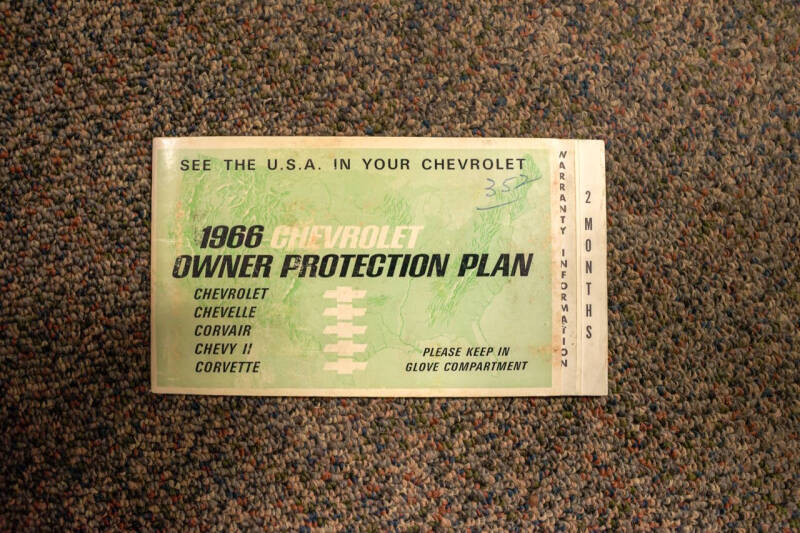 SEE THE U.S.A. IN YOUR CHEVROLET
1966 CHEVROLET
OWNER PROTECTION PLAN
CHEVROLET
CHEVELLE
CORVAIR
CHEVY II
CORVETTE
PLEASE KEEP IN
GLOVE COMPARTMENT
WARRANTY INFORMATION
2 MONTHS